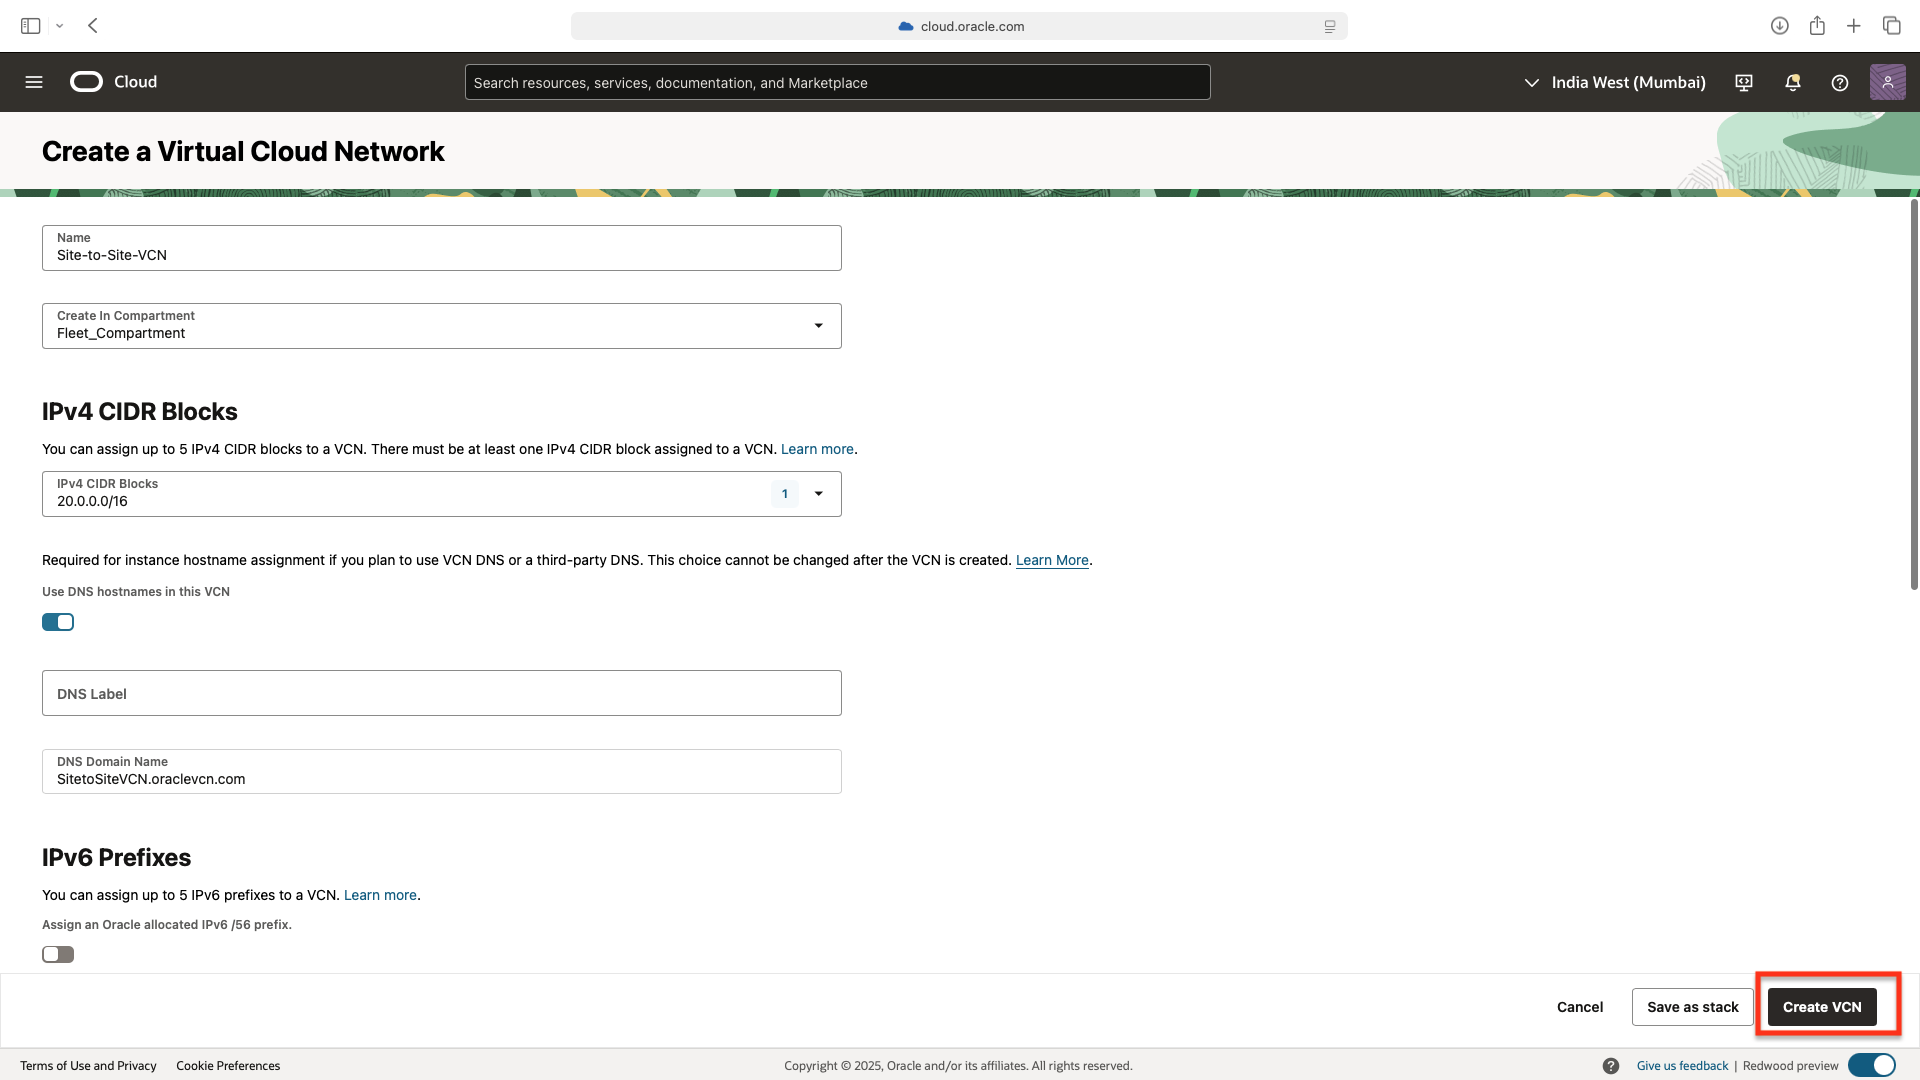 cloud.oracle.com
Cloud
Search resources, services, documentation, and Marketplace
India West (Mumbai)
Create a Virtual Cloud Network
Name
Site-to-Site-VCN
Create In Compartment
Fleet_Compartment
IPv4 CIDR Blocks
You can assign up to 5 IPv4 CIDR blocks to a VCN. There must be at least one IPv4 CIDR block assigned to a VCN. Learn more.
IPv4 CIDR Blocks
20.0.0.0/16
1
Required for instance hostname assignment if you plan to use VCN DNS or a third-party DNS. This choice cannot be changed after the VCN is created. Learn More.
Use DNS hostnames in this VCN
DNS Label
DNS Domain Name
SitetoSiteVCN.oraclevcn.com
IPv6 Prefixes
You can assign up to 5 IPv6 prefixes to a VCN. Learn more.
Assign an Oracle allocated IPv6 /56 prefix.
Cancel
Save as stack
Create VCN
Terms of Use and Privacy
Cookie Preferences
Copyright © 2025, Oracle and/or its affiliates. All rights reserved.
Give us feedback | Redwood preview